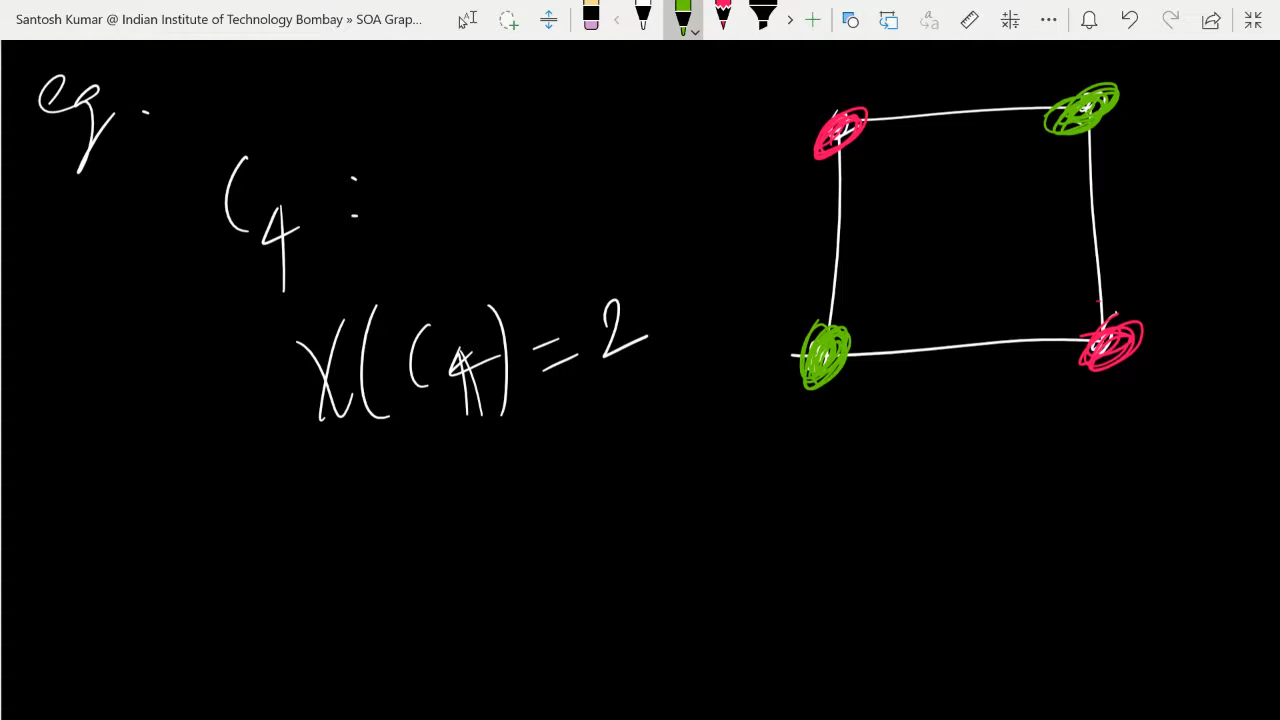 Santosh Kumar @ Indian Institute of Technology Bombay » SOA Grap...
eg.
C4 :
χ(C4) = 2